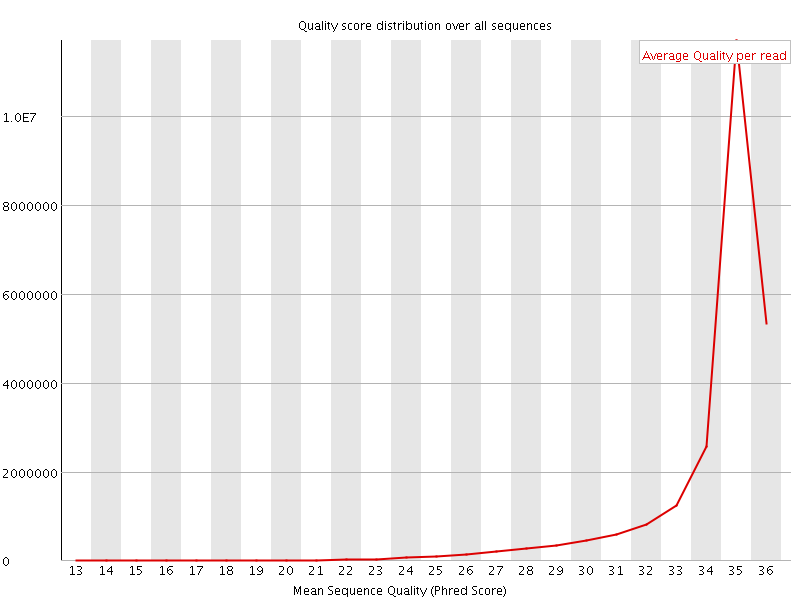 Quality score distribution over all sequences
Average Quality per read
1.0E7
8000000
6000000
4000000
2000000
0
13 14 15 16 17 18 19 20 21 22 23 24 25 26 27 28 29 30 31 32 33 34 35 36
Mean Sequence Quality (Phred Score)